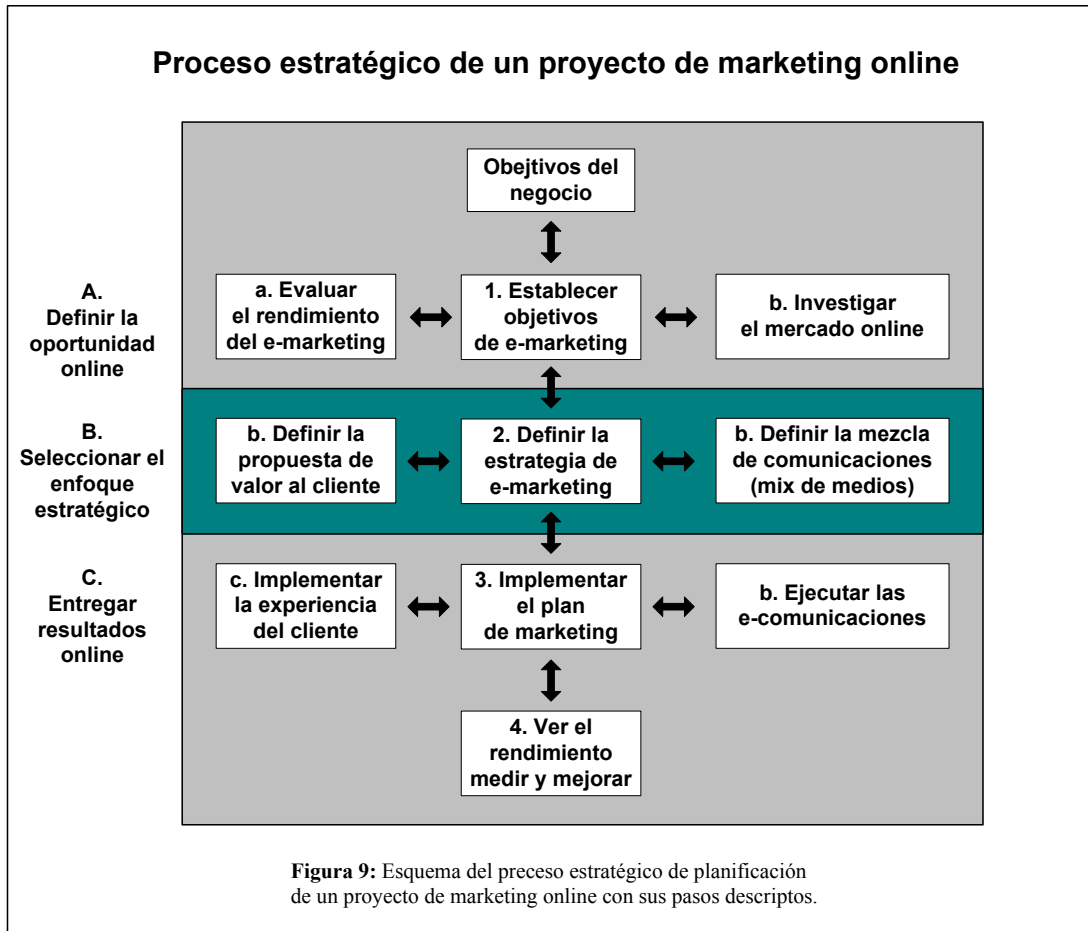 Proceso estratégico de un proyecto de marketing online
Obejtivos del
negocio
A.
Definir la
oportunidad
online
a. Evaluar
el rendimiento
del e-marketing
1. Establecer
objetivos
de e-marketing
b. Investigar
el mercado online
B.
Seleccionar el
enfoque
estratégico
b. Definir la
propuesta de
valor al cliente
2. Definir la
estrategia de
e-marketing
b. Definir la mezcla
de comunicaciones
(mix de medios)
C.
Entregar
resultados
online
c. Implementar
la experiencia
del cliente
3. Implementar
el plan
de marketing
b. Ejecutar las
e-comunicaciones
4. Ver el
rendimiento
medir y mejorar
Figura 9: Esquema del preceso estratégico de planificación
de un proyecto de marketing online con sus pasos descriptos.